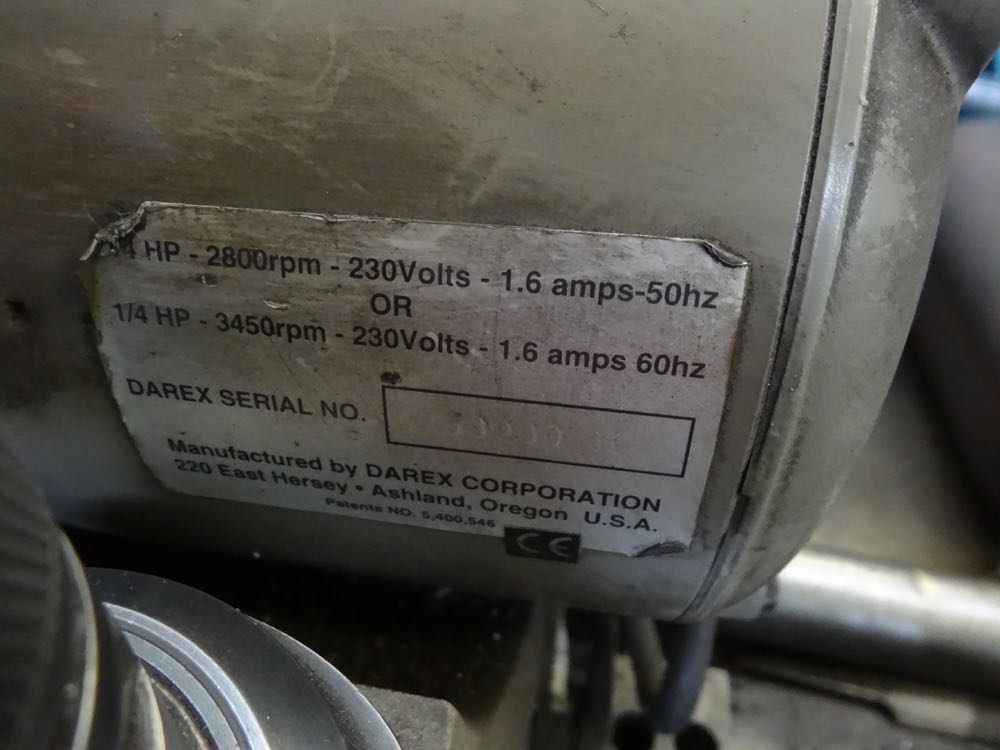 /4 HP - 2800rpm - 230Volts - 1.6 amps-50hz
OR
1/4 HP - 3450rpm - 230Volts - 1.6 amps 60hz
DAREX SERIAL NO.
Manufactured by DAREX CORPORATION
220 East Hersey • Ashland, Oregon U.S.A.
Patents NO. 5,400,546
CE